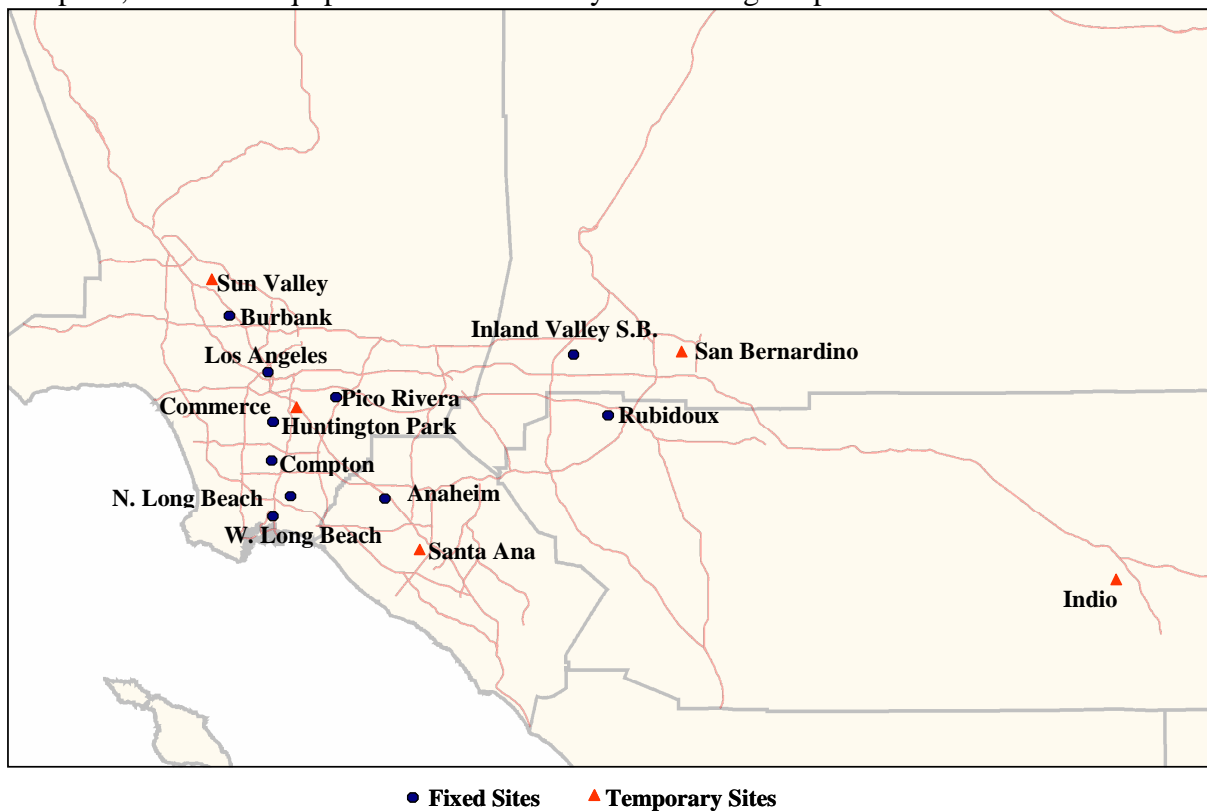 Sun Valley
Burbank
Inland Valley S.B.
Los Angeles
San Bernardino
Pico Rivera
Commerce
Rubidoux
Huntington Park
Compton
N. Long Beach
Anaheim
W. Long Beach
Santa Ana
Indio
Fixed Sites
Temporary Sites